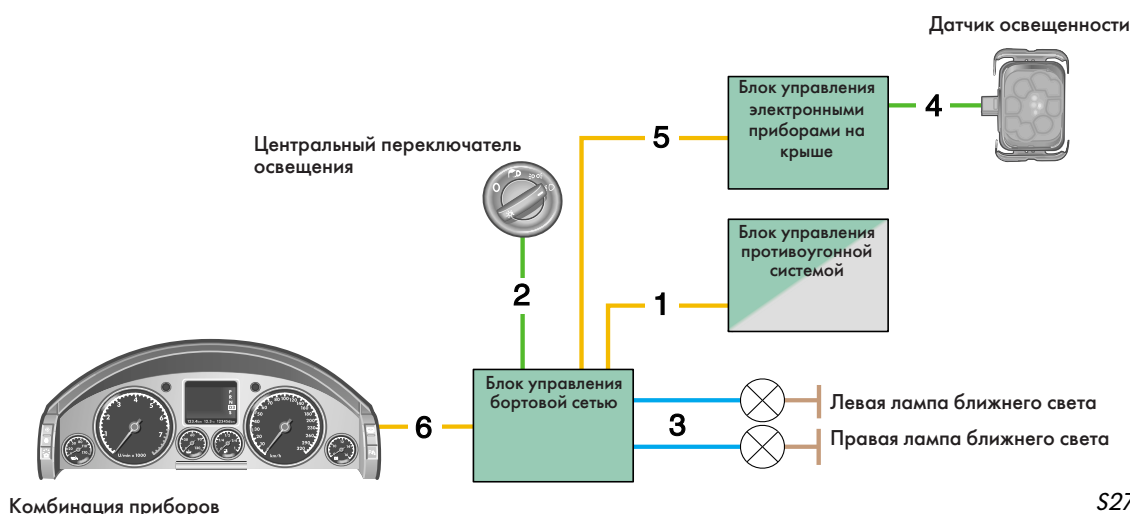 Датчик освещенности
Блок управления
электронными
приборами на
крыше
4
5
Центральный переключатель
освещения
Блок управления
противоугонной
системой
2
1
Блок управления
бортовой сетью
Левая лампа ближнего света
3
6
Правая лампа ближнего света
Комбинация приборов
S27